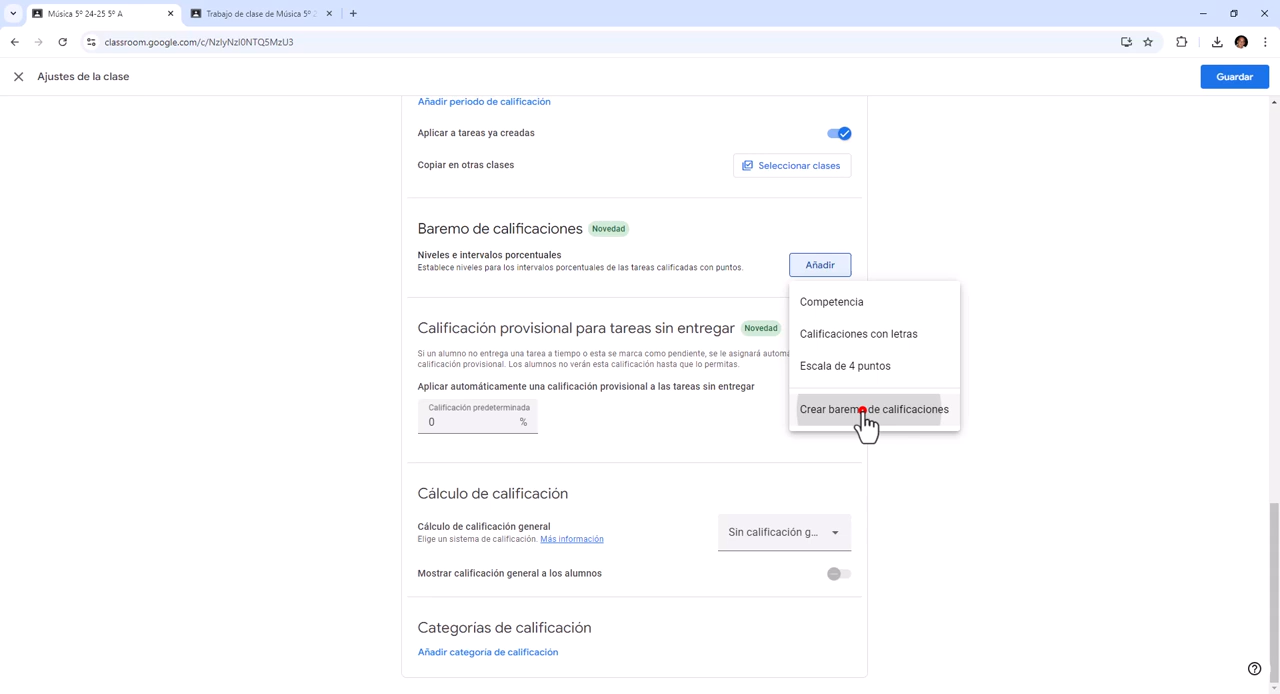 Música 5º 24-25 5º A
Trabajo de clase de Música 5º
classroom.google.com/c/NzIyNzI0NTQ5MzU3
Ajustes de la clase
Guardar
Añadir periodo de calificación
Aplicar a tareas ya creadas
Copiar en otras clases
Seleccionar clases
Baremo de calificaciones Novedad
Niveles e intervalos porcentuales
Establece niveles para los intervalos porcentuales de las tareas calificadas con puntos.
Añadir
Competencia
Calificaciones con letras
Escala de 4 puntos
Crear baremo de calificaciones
Calificación provisional para tareas sin entregar Novedad
Si un alumno no entrega una tarea a tiempo o esta se marca como pendiente, se le asignará automá
calificación provisional. Los alumnos no verán esta calificación hasta que lo permitas.
Aplicar automáticamente una calificación provisional a las tareas sin entregar
Calificación predeterminada
0 %
Cálculo de calificación
Cálculo de calificación general
Elige un sistema de calificación. Más información
Sin calificación g...
Mostrar calificación general a los alumnos
Categorías de calificación
Añadir categoría de calificación